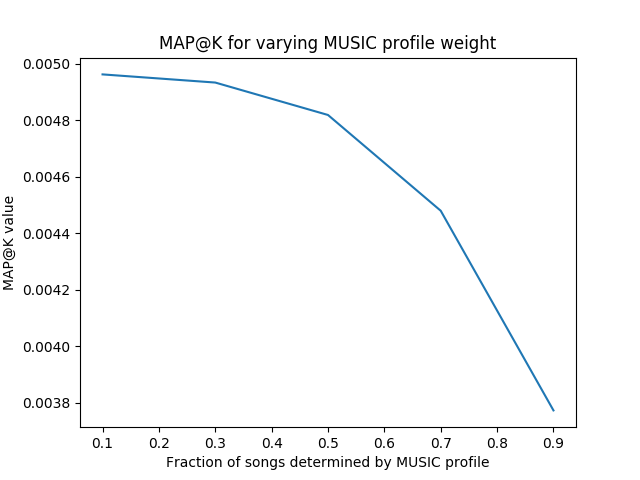 MAP@K for varying MUSIC profile weight
0.0050
0.0048
0.0046
0.0044
0.0042
0.0040
0.0038
MAP@K value
0.1 0.2 0.3 0.4 0.5 0.6 0.7 0.8 0.9
Fraction of songs determined by MUSIC profile